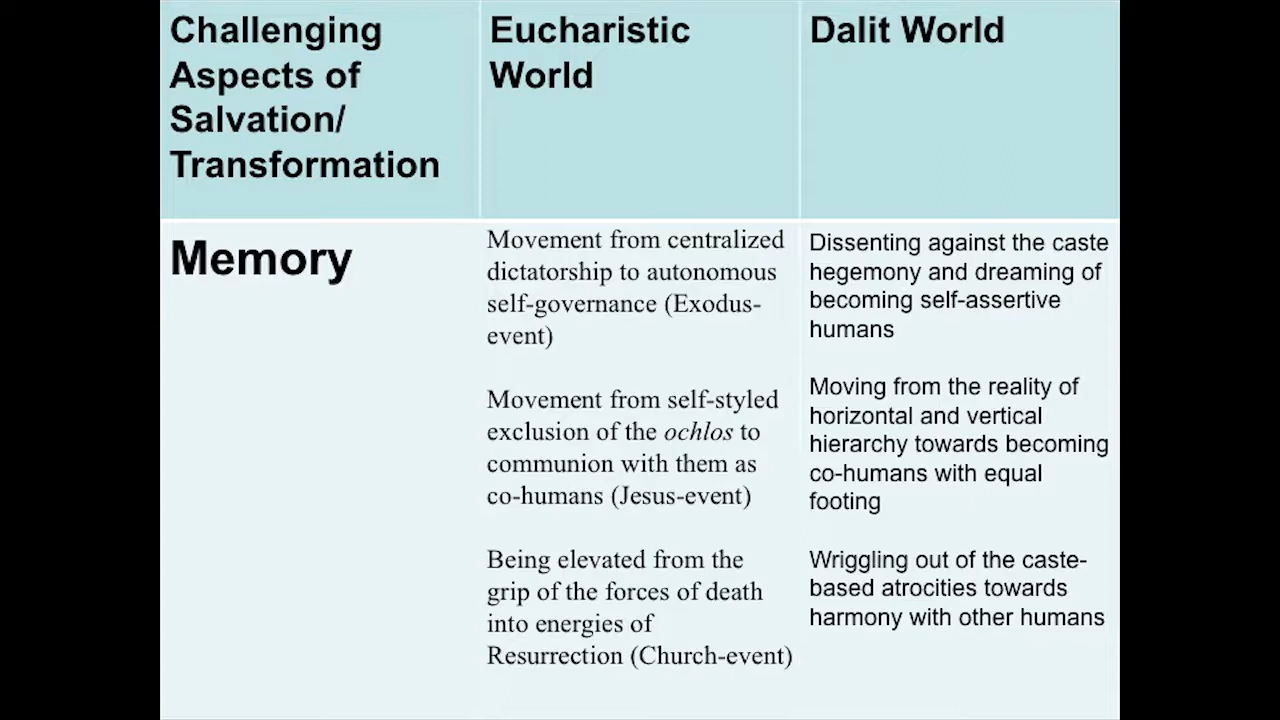 Challenging
Aspects of
Salvation/
Transformation
Eucharistic
World
Dalit World
Memory
Movement from centralized
dictatorship to autonomous
self-governance (Exodus-
event)
Movement from self-styled
exclusion of the ochlos to
communion with them as
co-humans (Jesus-event)
Being elevated from the
grip of the forces of death
into energies of
Resurrection (Church-event)
Dissenting against the caste
hegemony and dreaming of
becoming self-assertive
humans
Moving from the reality of
horizontal and vertical
hierarchy towards becoming
co-humans with equal
footing
Wriggling out of the caste-
based atrocities towards
harmony with other humans